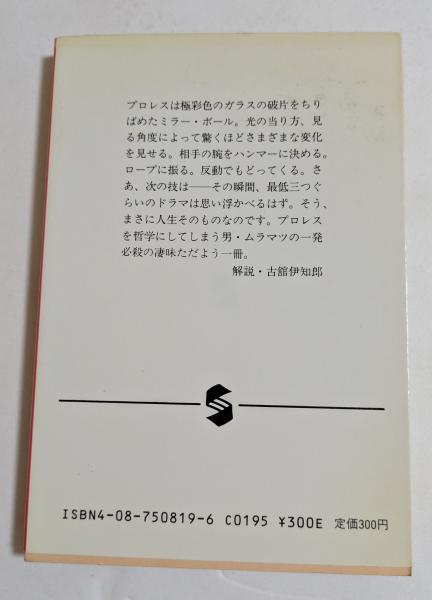 プロレスは極彩色のガラスの破片をちり
ばめたミラー・ボール。光の当り方、見
る角度によって驚くほどさまざまな変化
を見せる。相手の腕をハンマーに決める。
ロープに振る。反動でもどってくる。さ
あ、次の技は——その瞬間、最低三つぐ
らいのドラマは思い浮かべるはず。そう、
まさに人生そのものなのです。プロレス
を哲学にしてしまう男・ムラマツの一発
必殺の凄味ただよう一冊。
解説・古舘伊知郎
ISBN4-08-750819-6 C0195 ¥300E 定価300円